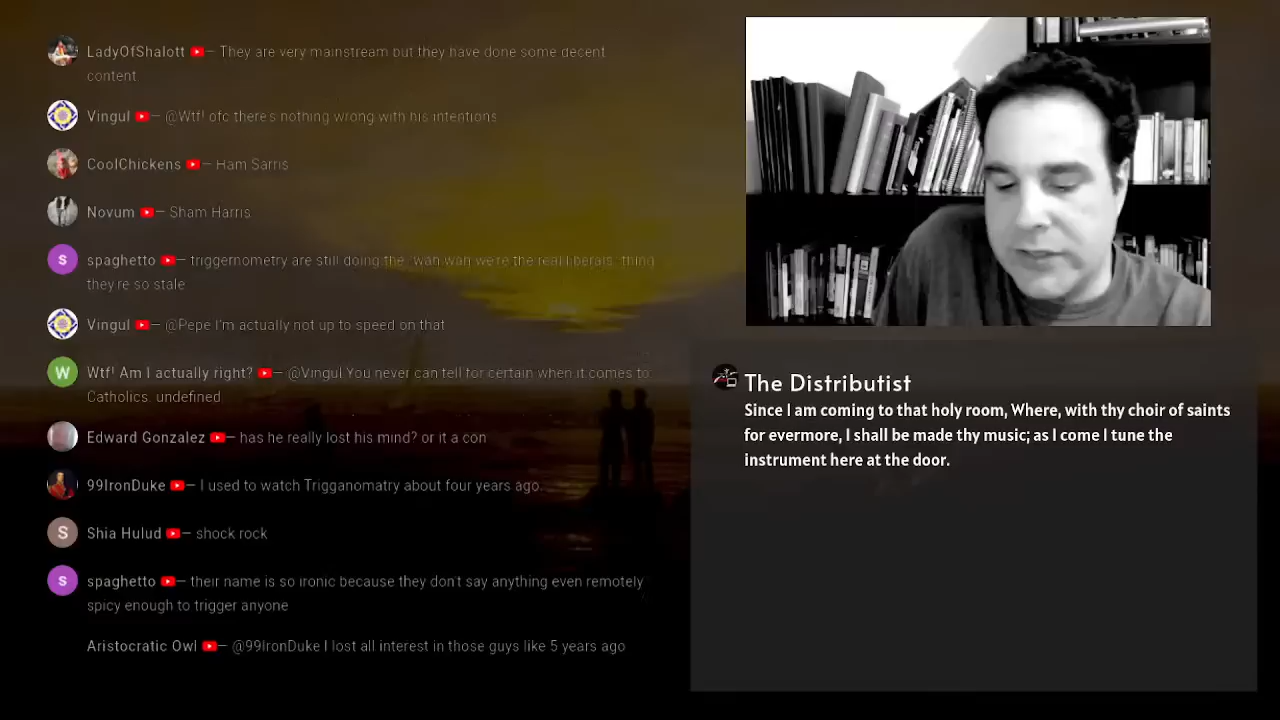 LadyOfShalott — They are very mainstream but they have done some decent
content
Vingul — @Wtf! ofc there's nothing wrong with his intentions
CoolChickens — Ham Sarris
Novum — Sham Harris
S
spaghetto — triggernometry are still doing the 'wah wah we're the real liberals' thing
they're so stale
Vingul — @Pepe I'm actually not up to speed on that
W
Wtf! Am I actually right? — @Vingul You never can tell for certain when it comes to
Catholics. undefined
Edward Gonzalez — has he really lost his mind? or it a con
99IronDuke — I used to watch Trigganomatry about four years ago.
S
Shia Hulud — shock rock
S
spaghetto — their name is so ironic because they don't say anything even remotely
spicy enough to trigger anyone
Aristocratic Owl — @99IronDuke I lost all interest in those guys like 5 years ago
The Distributist
Since I am coming to that holy room, Where, with thy choir of saints
for evermore, I shall be made thy music; as I come I tune the
instrument here at the door.